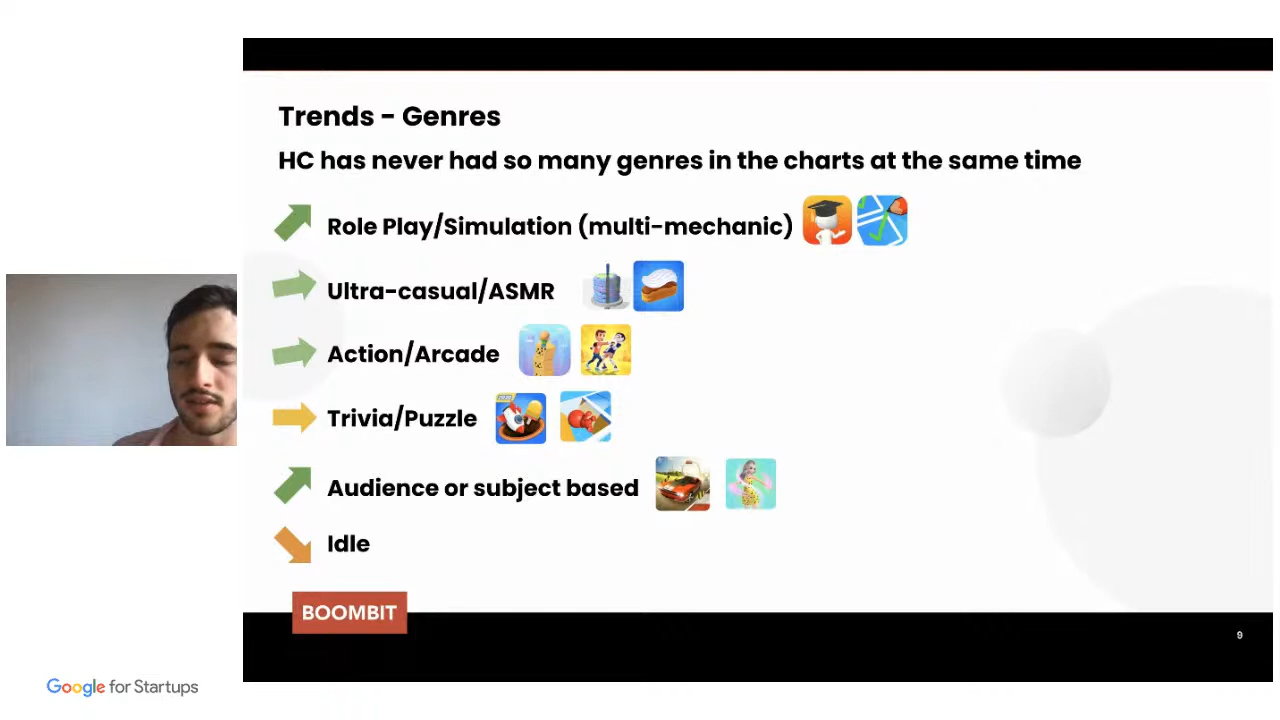 Trends - Genres
HC has never had so many genres in the charts at the same time
Role Play/Simulation (multi-mechanic)
Ultra-casual/ASMR
Action/Arcade
Trivia/Puzzle
Audience or subject based
Idle
BOOMBIT
9
Google for Startups